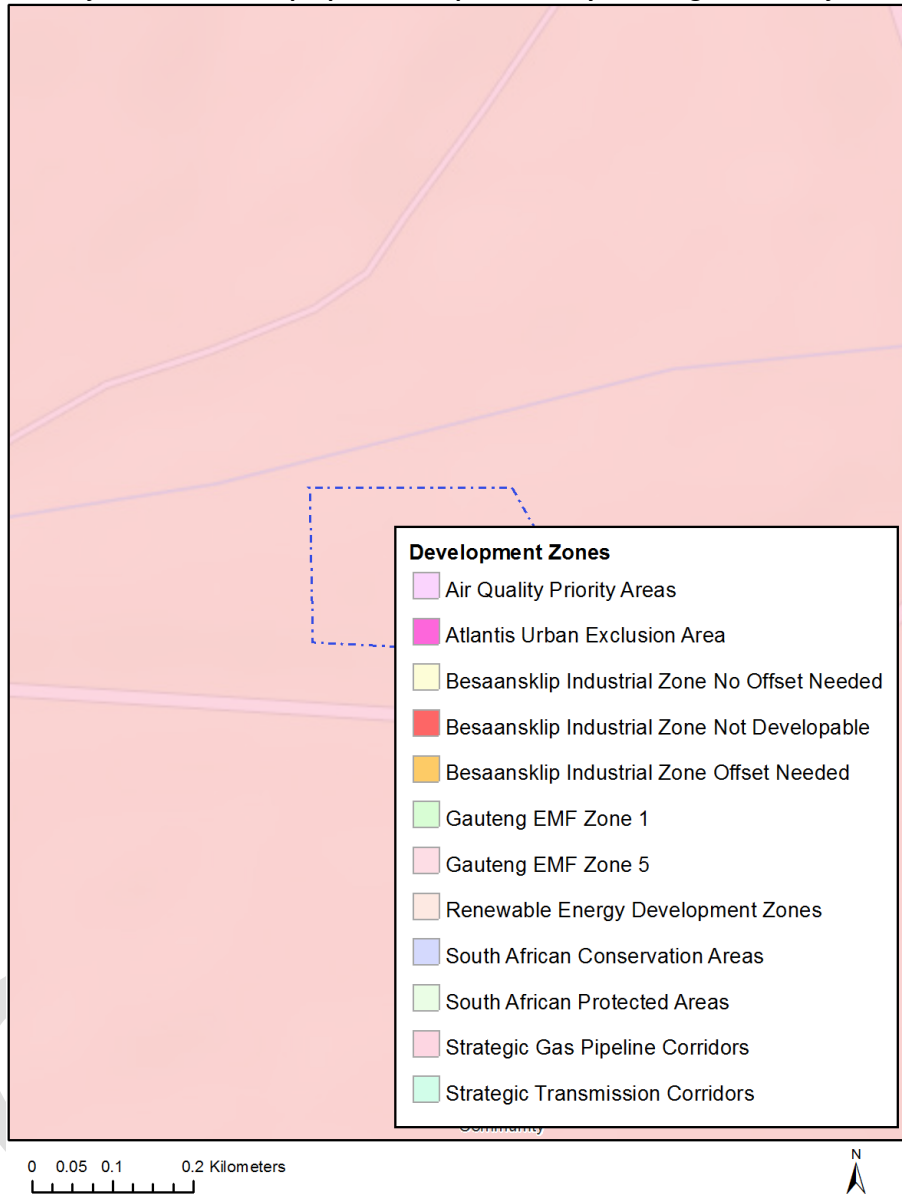 Development Zones
Air Quality Priority Areas
Atlantis Urban Exclusion Area
Besaansklip Industrial Zone No Offset Needed
Besaansklip Industrial Zone Not Developable
Besaansklip Industrial Zone Offset Needed
Gauteng EMF Zone 1
Gauteng EMF Zone 5
Renewable Energy Development Zones
South African Conservation Areas
South African Protected Areas
Strategic Gas Pipeline Corridors
Strategic Transmission Corridors
Community
0 0.05 0.1 0.2 Kilometers
N